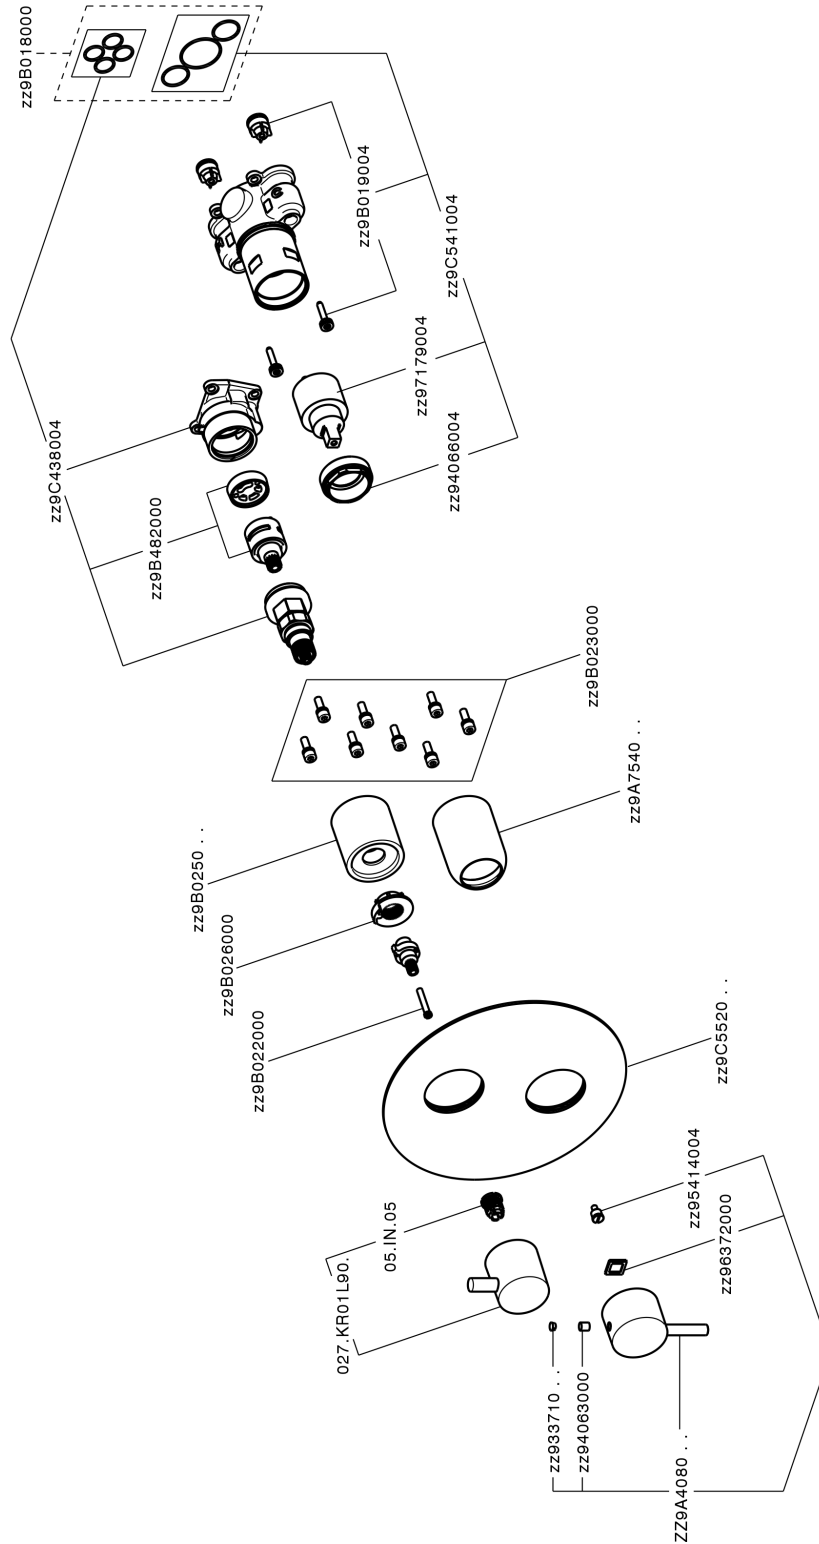 zz9B018000
zz9B019004
zz9C541004
zz97179004
zz94066004
zz9C438004
zz9B482000
zz9B023000
zz9A7540 . .
zz9B0250 . .
zz9B026000
zz9B022000
zz9C5520 . .
zz95414004
zz96372000
05.IN.05
027.KR01L90.
zz933710 . .
zz94063000
ZZ9A4080 . .